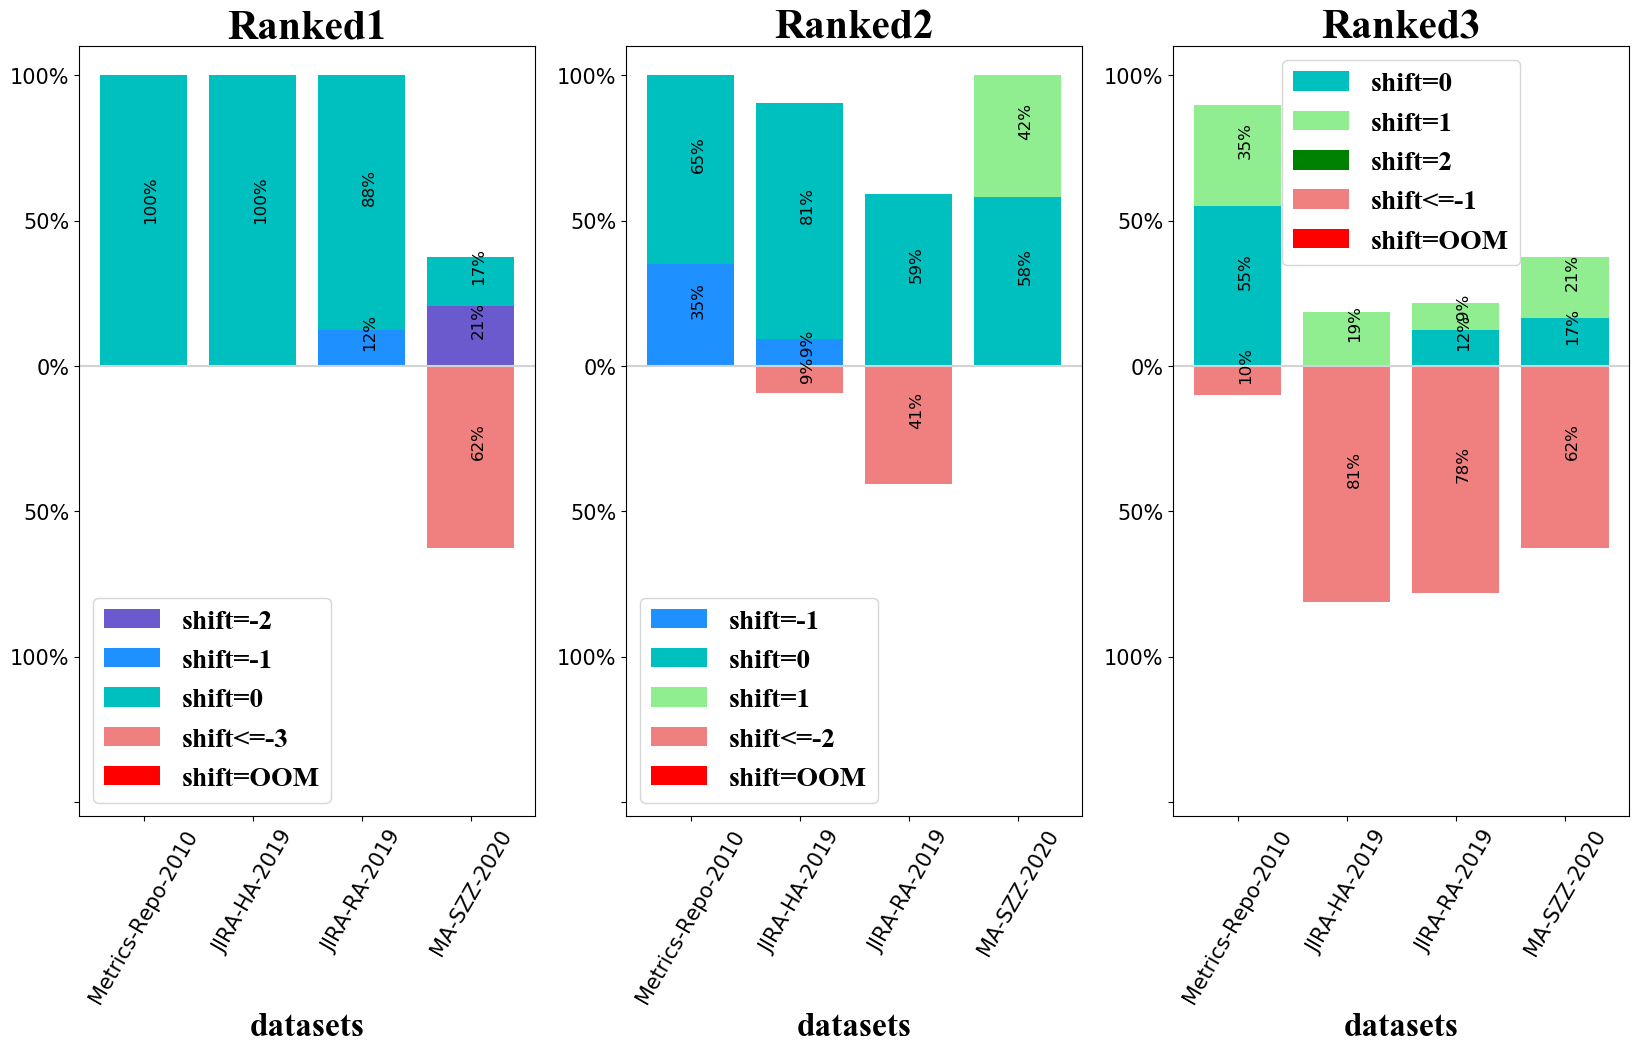 Ranked1
100%
50%
0%
50%
100%
100%
100%
88%
12%
17%
21%
62%
shift=-2
shift=-1
shift=0
shift<=-3
shift=OOM
Metrics-Repo-2010
JIRA-HA-2019
JIRA-RA-2019
MA-SZZ-2020
datasets
Ranked2
100%
50%
0%
50%
100%
65%
35%
81%
9%
9%
59%
41%
42%
58%
shift=-1
shift=0
shift=1
shift<=-2
shift=OOM
Metrics-Repo-2010
JIRA-HA-2019
JIRA-RA-2019
MA-SZZ-2020
datasets
Ranked3
100%
50%
0%
50%
100%
shift=0
shift=1
shift=2
shift<=-1
shift=OOM
35%
55%
10%
19%
81%
9%
12%
78%
21%
17%
62%
Metrics-Repo-2010
JIRA-HA-2019
JIRA-RA-2019
MA-SZZ-2020
datasets